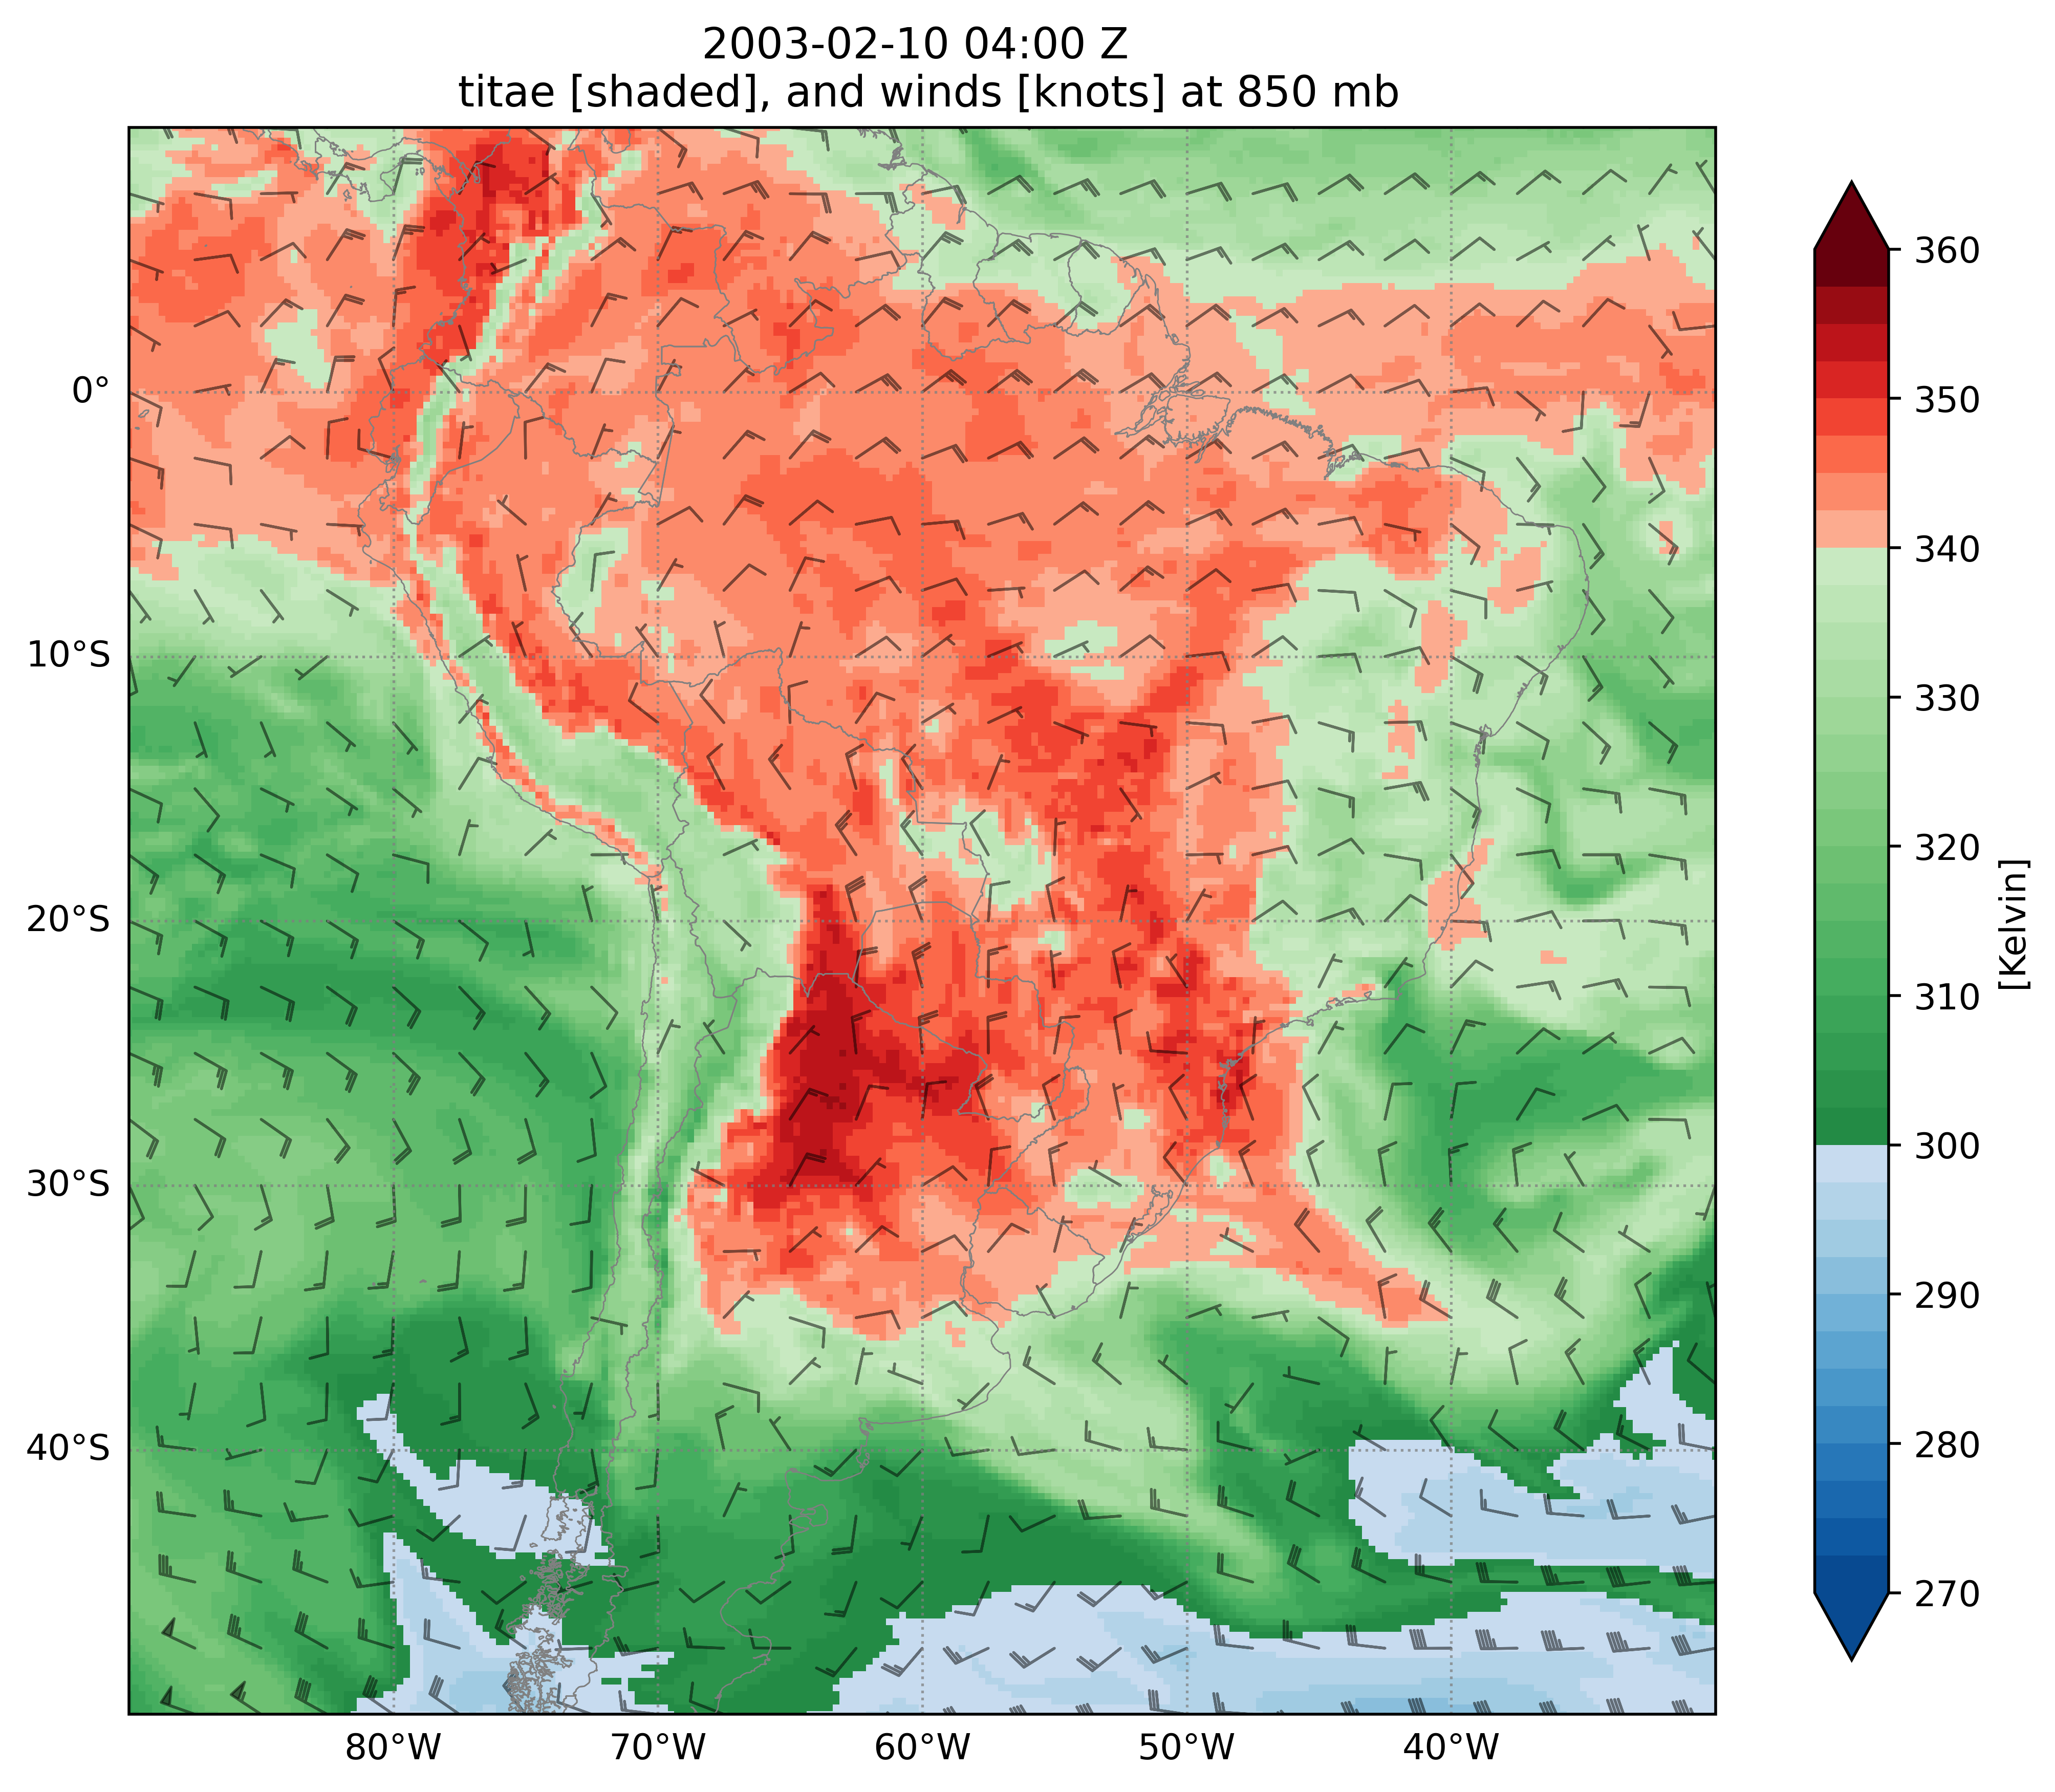 2003-02-10 04:00 Z
titae [shaded], and winds [knots] at 850 mb
0°
10°S
20°S
30°S
40°S
80°W
70°W
60°W
50°W
40°W
360
350
340
330
320
310
300
290
280
270
[Kelvin]